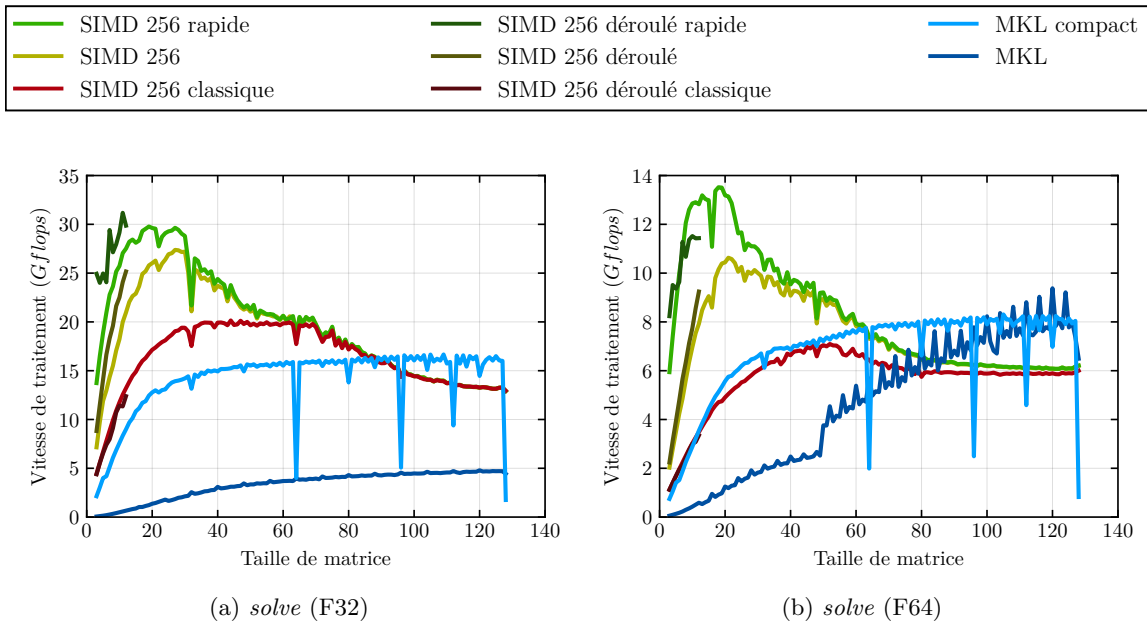 SIMD 256 rapide
SIMD 256 déroulé rapide
MKL compact
SIMD 256
SIMD 256 déroulé
MKL
SIMD 256 classique
SIMD 256 déroulé classique
Vitesse de traitement (Gflops)
35
30
25
20
15
10
5
0
0 20 40 60 80 100 120 140
Taille de matrice
(a) solve (F32)
Vitesse de traitement (Gflops)
14
12
10
8
6
4
2
0
0 20 40 60 80 100 120 140
Taille de matrice
(b) solve (F64)